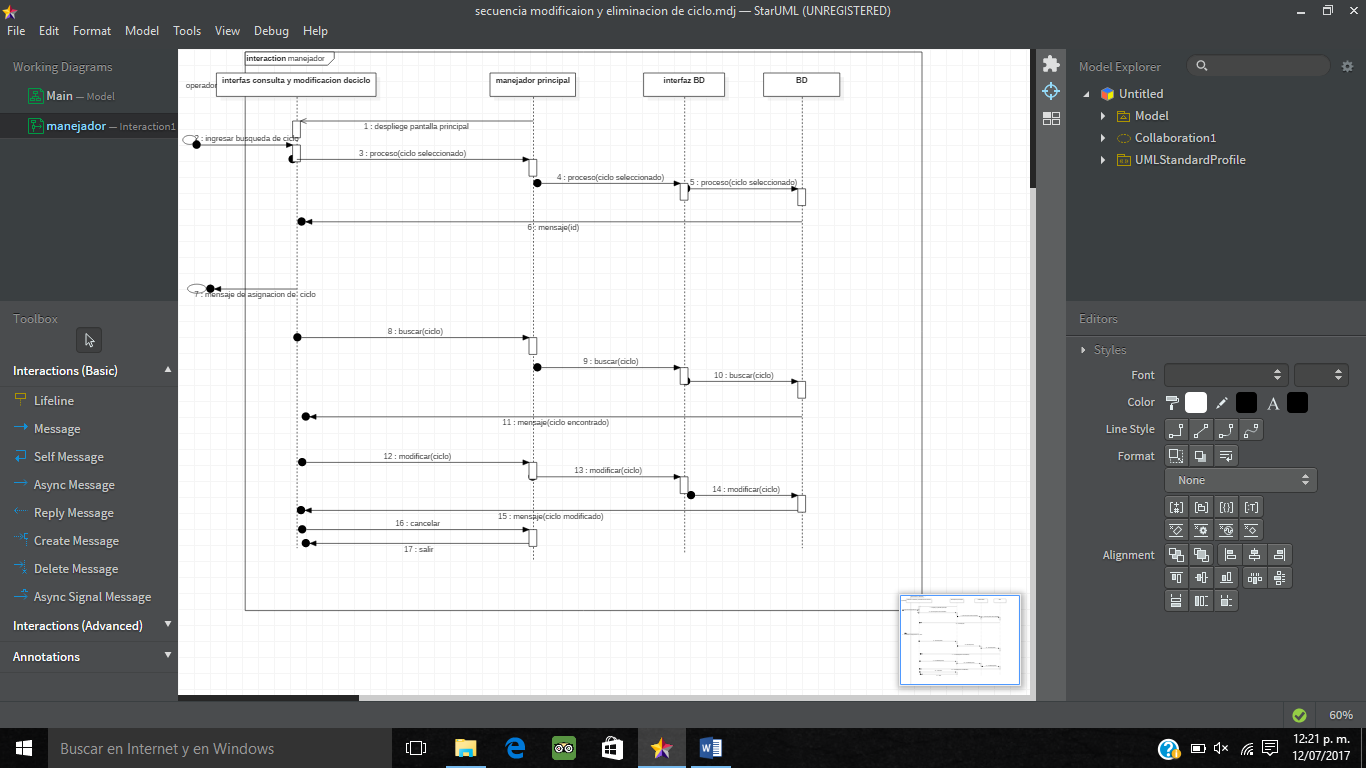 secuencia modificaion y eliminacion de ciclo.mdj — StarUML (UNREGISTERED)
File Edit Format Model Tools View Debug Help
Working Diagrams
Main — Model
manejador — Interaction1
Toolbox
Interactions (Basic)
Lifeline
Message
Self Message
Async Message
Reply Message
Create Message
Delete Message
Async Signal Message
Interactions (Advanced)
Annotations
interaction manejador
operador
interfas consulta y modificacion deciclo
manejador principal
interfaz BD
BD
1 : despliege pantalla principal
2 : ingresar busqueda de ciclo
3 : proceso(ciclo seleccionado)
4 : proceso(ciclo seleccionado)
5 : proceso(ciclo seleccionado)
6 : mensaje(id)
7 : mensaje de asignacion de ciclo
8 : buscar(ciclo)
9 : buscar(ciclo)
10 : buscar(ciclo)
11 : mensaje(ciclo encontrado)
12 : modificar(ciclo)
13 : modificar(ciclo)
14 : modificar(ciclo)
15 : mensaje(ciclo modificado)
16 : cancelar
17 : salir
Model Explorer
Untitled
Model
Collaboration1
UMLStandardProfile
Editors
Styles
Font
Color
A
Line Style
Format
None
Alignment
60%
Buscar en Internet y en Windows
12:21 p. m.
12/07/2017